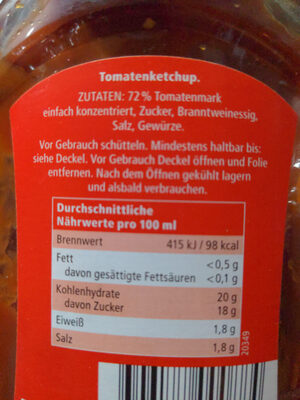 Tomatenketchup.
ZUTATEN: 72% Tomatenmark
einfach konzentriert, Zucker, Branntweinessig,
Salz, Gewürze.
Vor Gebrauch schütteln. Mindestens haltbar bis:
siehe Deckel. Vor Gebrauch Deckel öffnen und Folie
entfernen. Nach dem Öffnen gekühlt lagern
und alsbald verbrauchen.
Durchschnittliche
Nährwerte pro 100 ml
Brennwert 415 kJ / 98 kcal
Fett <0,5 g
davon gesättigte Fettsäuren <0,1 g
Kohlenhydrate 20 g
davon Zucker 18 g
Eiweiß 1,8 g
Salz 1,8 g
20349